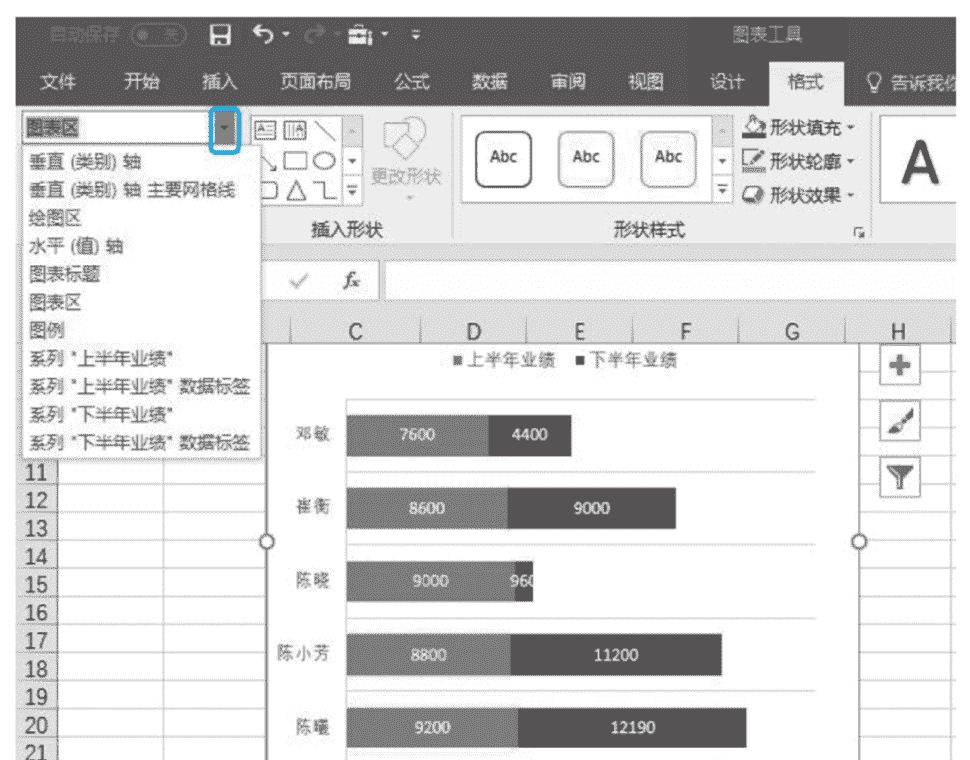 自动保存 关 图表工具
文件 开始 插入 页面布局 公式 数据 审阅 视图 设计 格式 告诉我
图表区
垂直 (类别) 轴
垂直 (类别) 轴 主要网格线
绘图区
水平 (值) 轴
图表标题
图表区
图例
系列 "上半年业绩"
系列 "上半年业绩" 数据标签
系列 "下半年业绩"
系列 "下半年业绩" 数据标签
更改形状
插入形状
Abc Abc Abc
形状样式
形状填充
形状轮廓
形状效果
A
fx
C D E F G H
上半年业绩 下半年业绩
邓敏 7600 4400
崔衡 8600 9000
陈晓 9000 960
陈小芳 8800 11200
陈曦 9200 12190
11
12
13
14
15
16
17
18
19
20
21